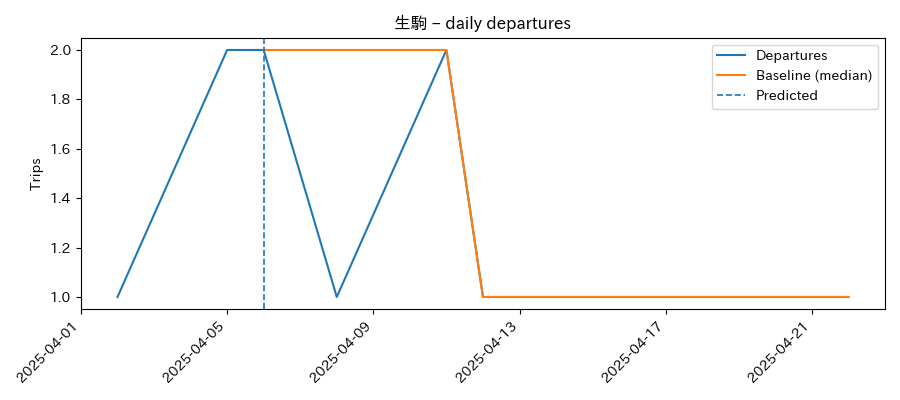 生駒 – daily departures
Departures
Baseline (median)
Predicted
Trips
2.0
1.8
1.6
1.4
1.2
1.0
2025-04-01
2025-04-05
2025-04-09
2025-04-13
2025-04-17
2025-04-21